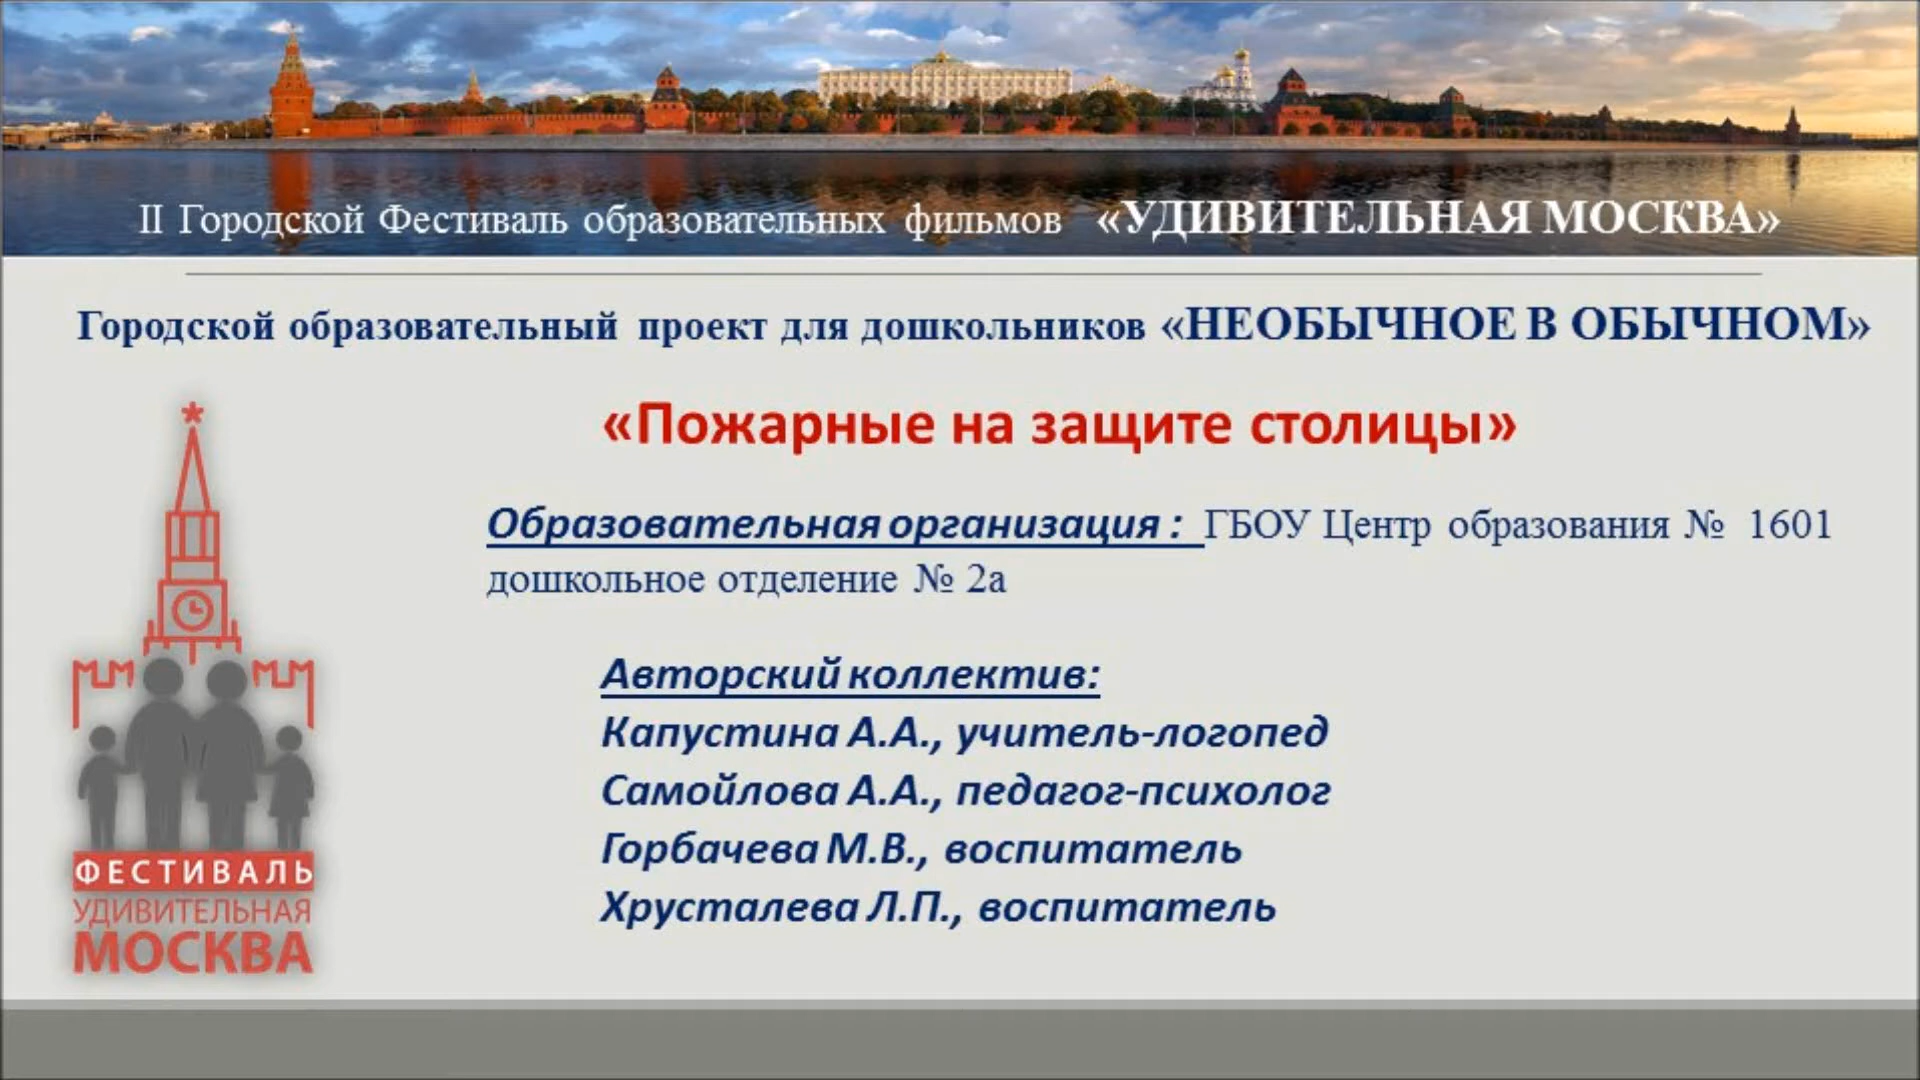 II Городской Фестиваль образовательных фильмов «УДИВИТЕЛЬНАЯ МОСКВА»
Городской образовательный проект для дошкольников «НЕОБЫЧНОЕ В ОБЫЧНОМ»
«Пожарные на защите столицы»
Образовательная организация : ГБОУ Центр образования № 1601
дошкольное отделение № 2а
Авторский коллектив:
Капустина А.А., учитель-логопед
Самойлова А.А., педагог-психолог
Горбачева М.В., воспитатель
Хрусталева Л.П., воспитатель
ФЕСТИВАЛЬ
УДИВИТЕЛЬНАЯ
МОСКВА